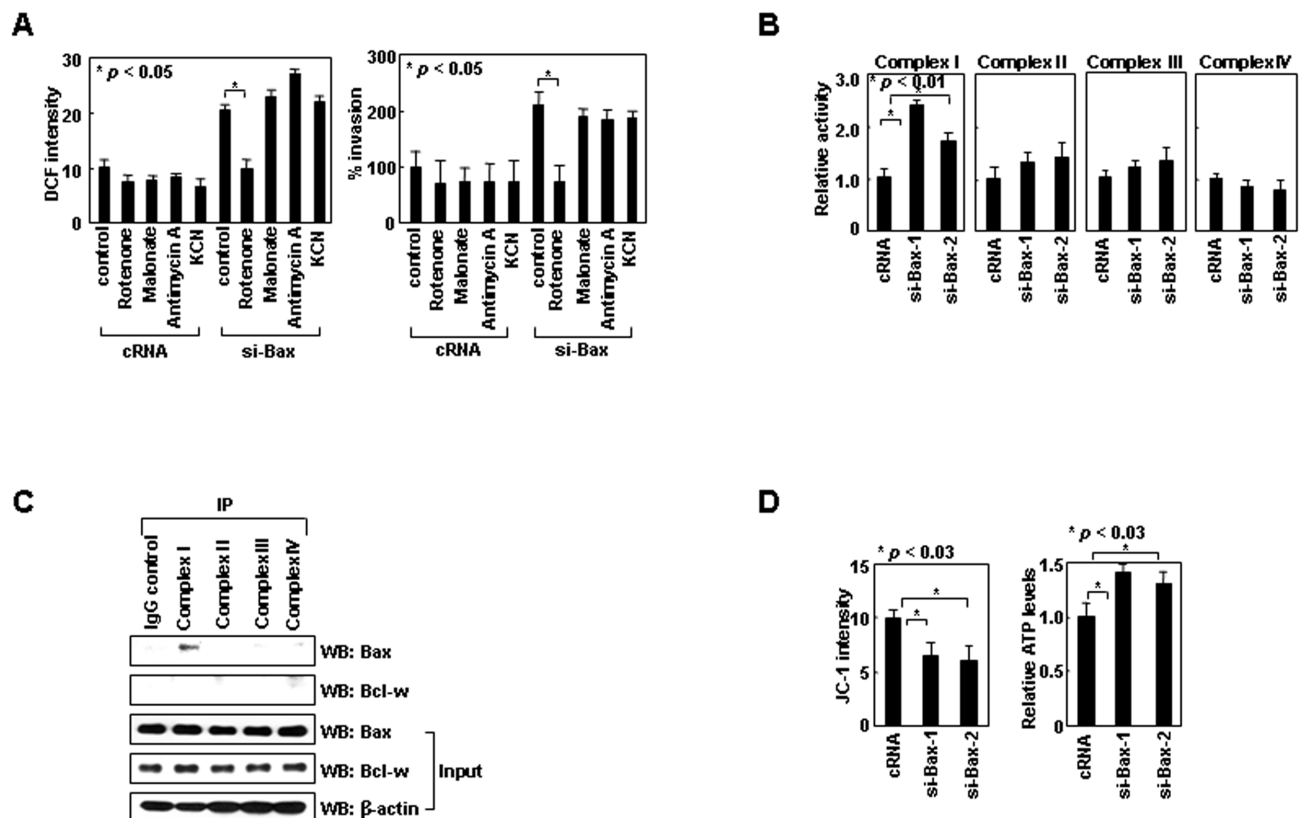 A
* p < 0.05
DCF intensity
30
20
10
0
*
control
Rotenone
Malonate
Antimycin A
KCN
control
Rotenone
Malonate
Antimycin A
KCN
cRNA
si-Bax
* p < 0.05
% invasion
300
200
100
0
*
control
Rotenone
Malonate
Antimycin A
KCN
control
Rotenone
Malonate
Antimycin A
KCN
cRNA
si-Bax
B
Complex I
Complex II
Complex III
Complex IV
* p < 0.01
*
*
Relative activity
3.0
2.0
1.0
0
cRNA
si-Bax-1
si-Bax-2
cRNA
si-Bax-1
si-Bax-2
cRNA
si-Bax-1
si-Bax-2
cRNA
si-Bax-1
si-Bax-2
C
IP
IgG control
Complex I
Complex II
Complex III
Complex IV
WB: Bax
WB: Bcl-w
WB: Bax
WB: Bcl-w
WB: β-actin
Input
D
* p < 0.03
JC-1 intensity
15
10
5
0
*
*
cRNA
si-Bax-1
si-Bax-2
* p < 0.03
Relative ATP levels
1.5
1.0
0.5
0
*
*
cRNA
si-Bax-1
si-Bax-2